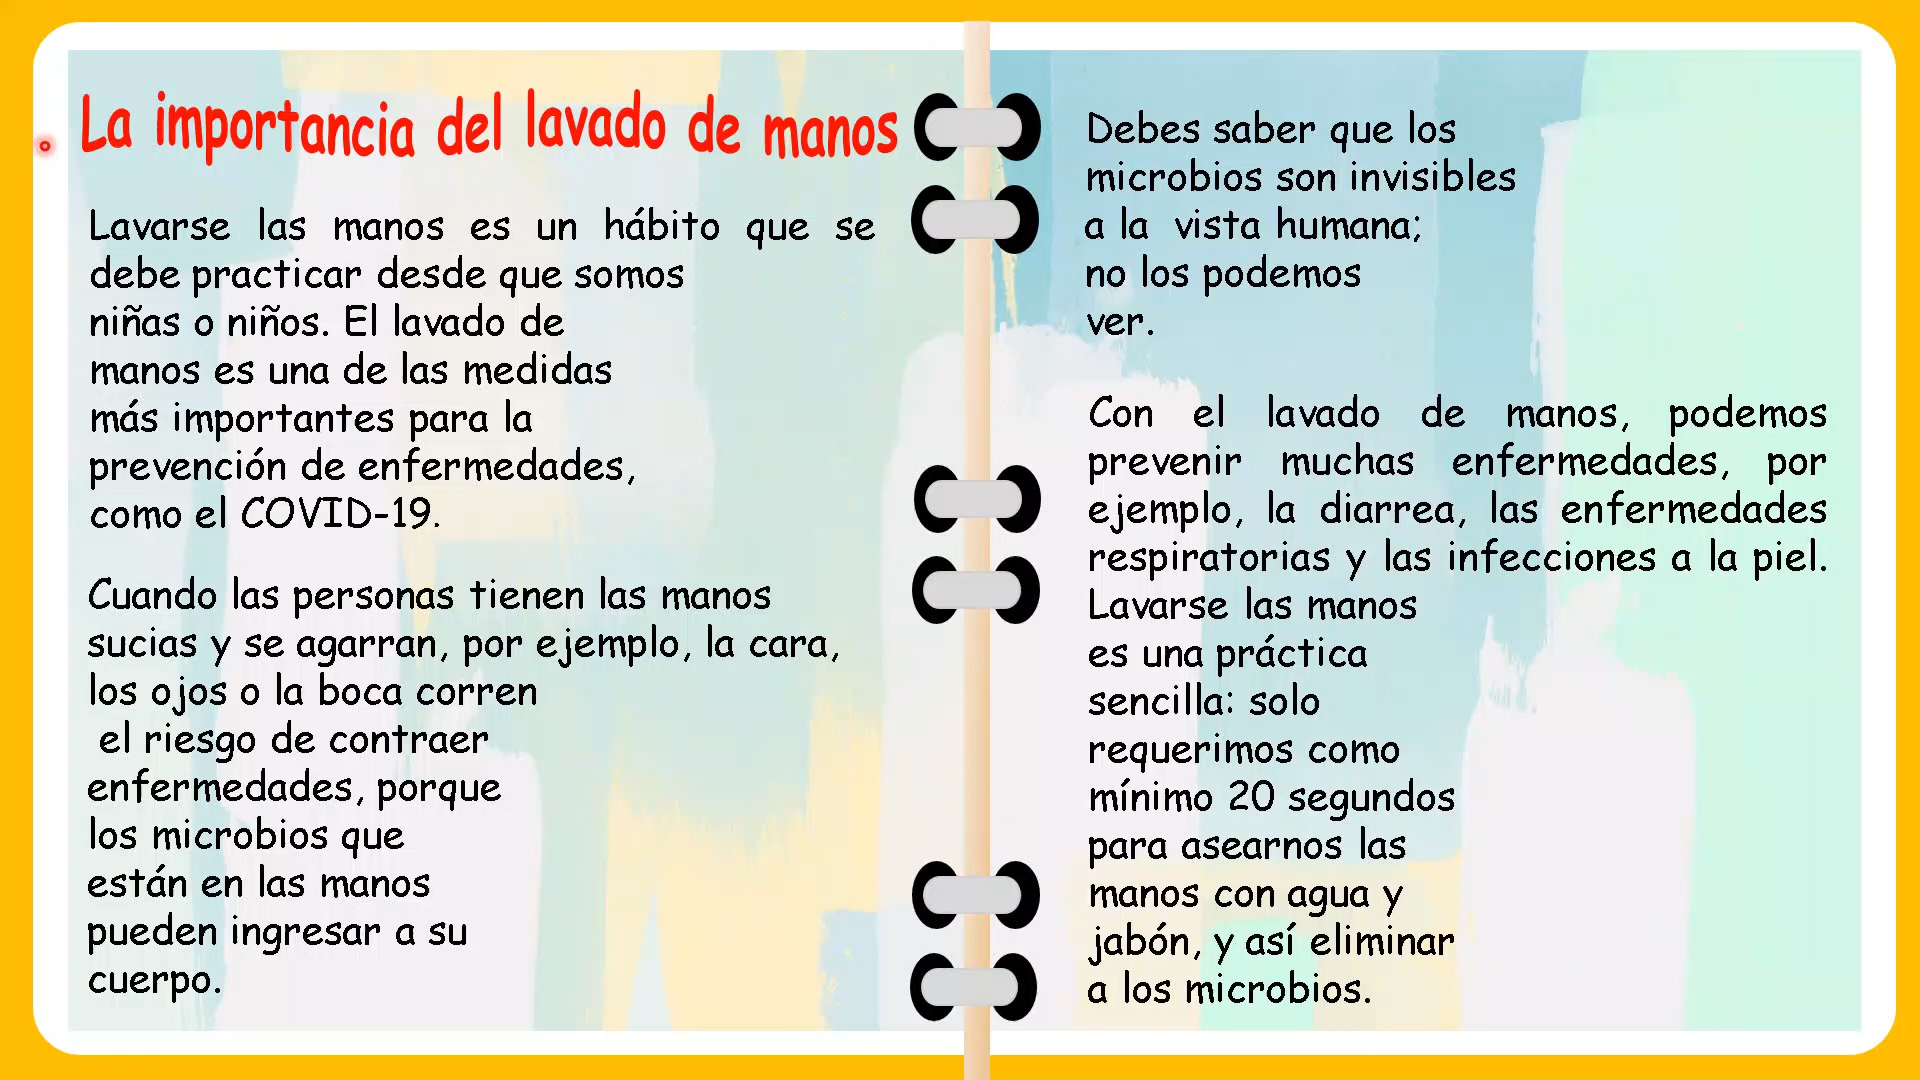 La importancia del lavado de manos
Lavarse las manos es un hábito que se
debe practicar desde que somos
niñas o niños. El lavado de
manos es una de las medidas
más importantes para la
prevención de enfermedades,
como el COVID-19.
Cuando las personas tienen las manos
sucias y se agarran, por ejemplo, la cara,
los ojos o la boca corren
el riesgo de contraer
enfermedades, porque
los microbios que
están en las manos
pueden ingresar a su
cuerpo.
Debes saber que los
microbios son invisibles
a la vista humana;
no los podemos
ver.
Con el lavado de manos, podemos
prevenir muchas enfermedades, por
ejemplo, la diarrea, las enfermedades
respiratorias y las infecciones a la piel.
Lavarse las manos
es una práctica
sencilla: solo
requerimos como
mínimo 20 segundos
para asearnos las
manos con agua y
jabón, y así eliminar
a los microbios.